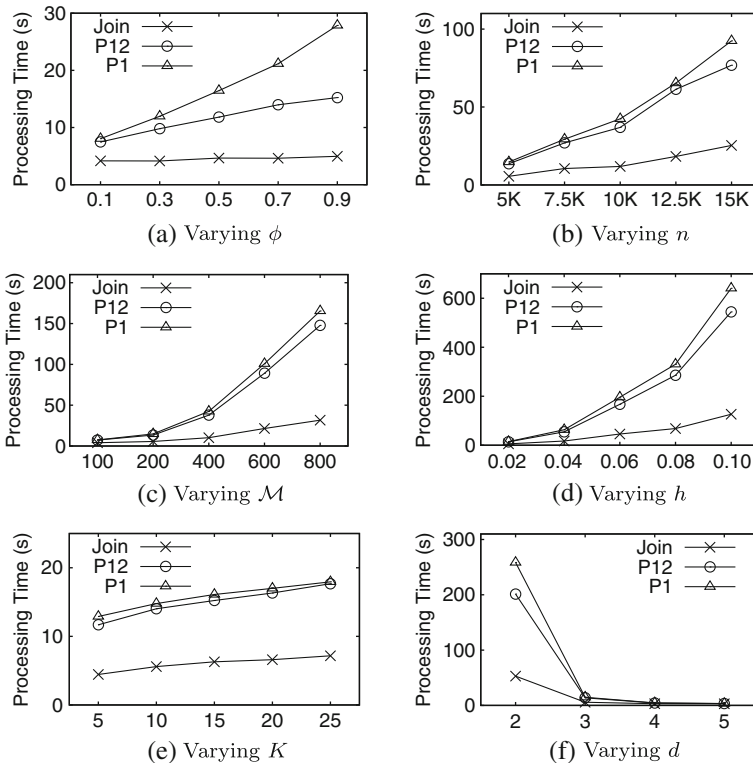 Processing Time (s)
30
20
10
0
Join
P12
P1
0.1 0.3 0.5 0.7 0.9
(a) Varying ϕ
Processing Time (s)
100
50
0
Join
P12
P1
5K 7.5K 10K 12.5K 15K
(b) Varying n
Processing Time (s)
200
150
100
50
0
Join
P12
P1
100 200 400 600 800
(c) Varying ℳ
Processing Time (s)
600
400
200
0
Join
P12
P1
0.02 0.04 0.06 0.08 0.10
(d) Varying h
Processing Time (s)
20
10
0
Join
P12
P1
5 10 15 20 25
(e) Varying K
Processing Time (s)
300
200
100
0
Join
P12
P1
2 3 4 5
(f) Varying d